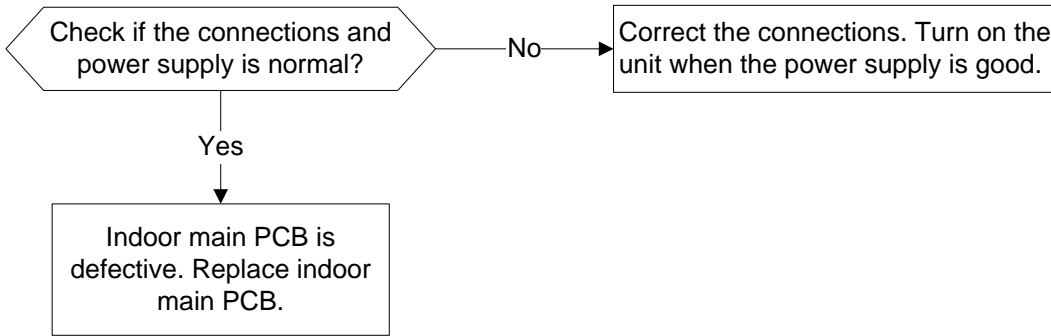 Check if the connections and
power supply is normal?
No
Correct the connections. Turn on the
unit when the power supply is good.
Yes
Indoor main PCB is
defective. Replace indoor
main PCB.